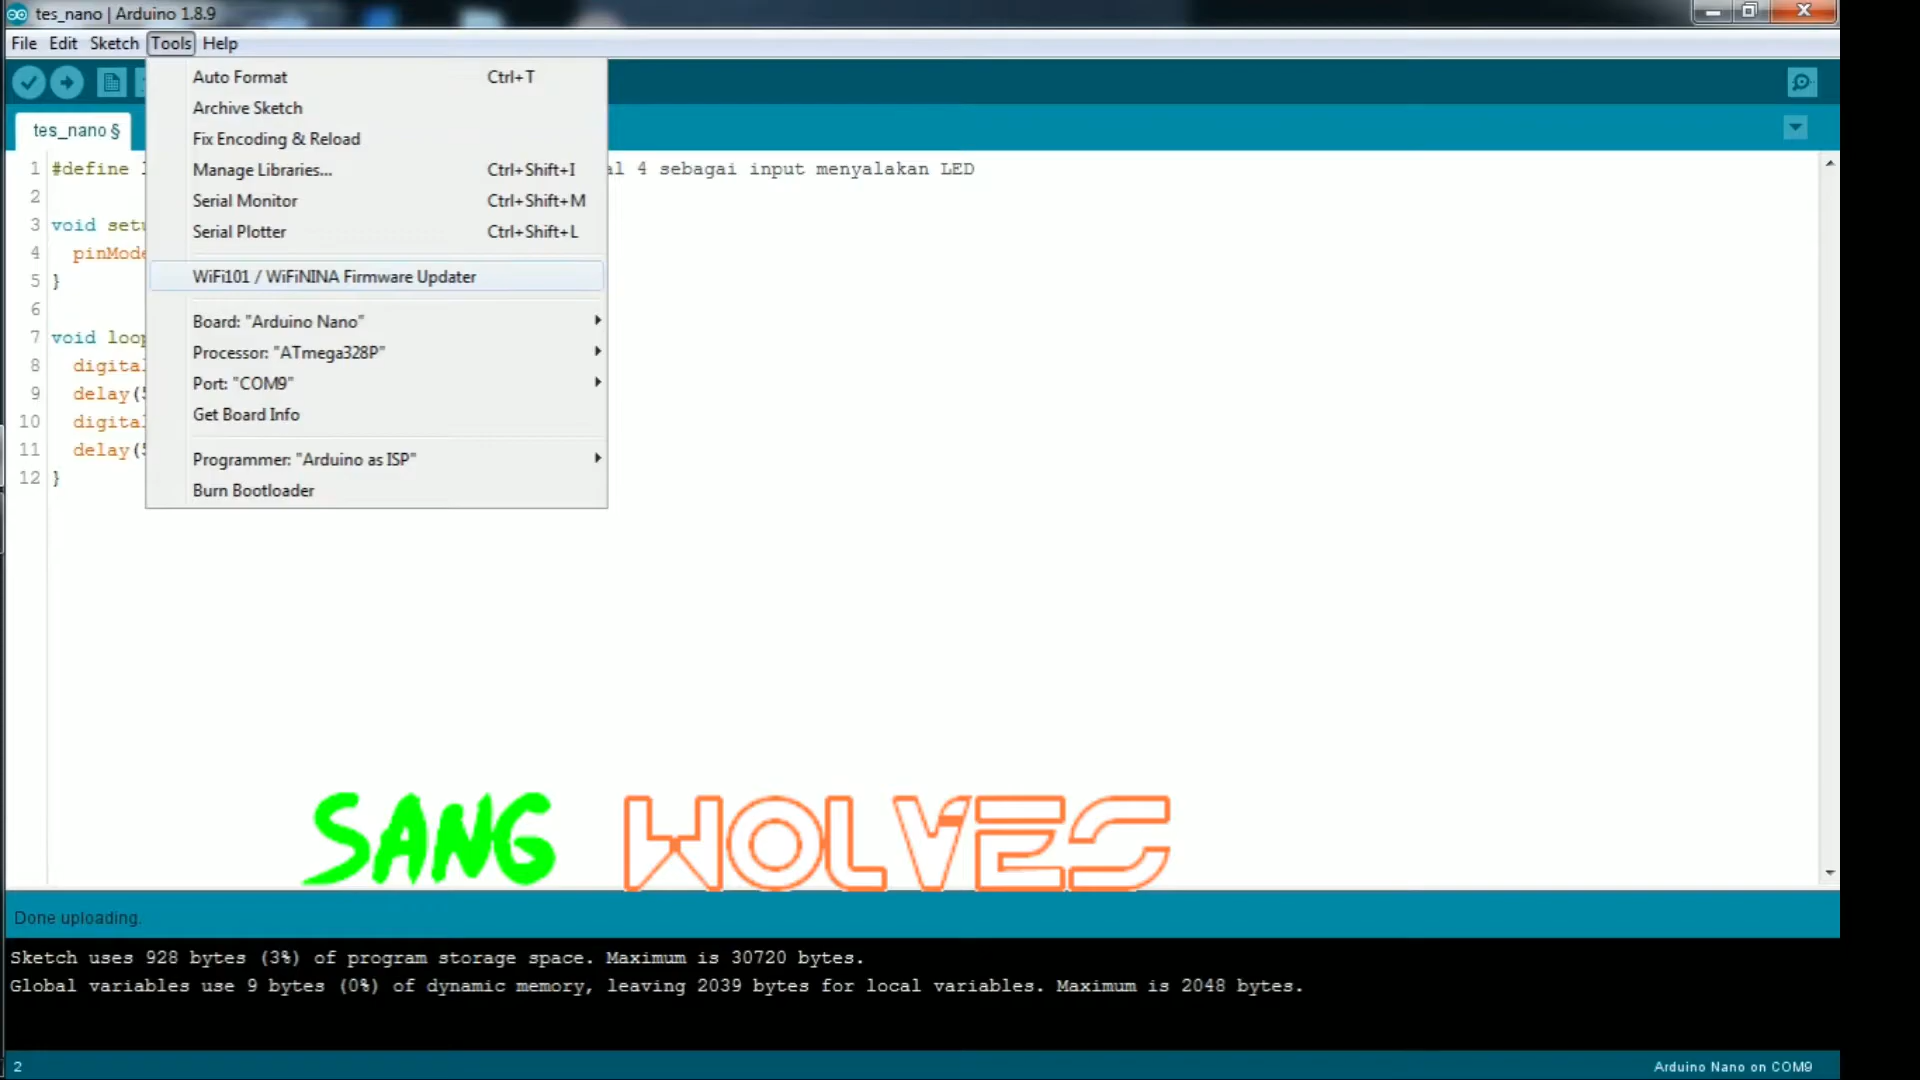 tes_nano | Arduino 1.8.9
File Edit Sketch Tools Help
Auto Format Ctrl+T
Archive Sketch
Fix Encoding & Reload
Manage Libraries... Ctrl+Shift+I
Serial Monitor Ctrl+Shift+M
Serial Plotter Ctrl+Shift+L
WiFi101 / WiFiNINA Firmware Updater
Board: "Arduino Nano"
Processor: "ATmega328P"
Port: "COM9"
Get Board Info
Programmer: "Arduino as ISP"
Burn Bootloader
tes_nano §
1 #define 4 sebagai input menyalakan LED
2
3 void
4
5 }
6
7 void
8
9 delay(
10
11 delay(
12 }
SANG WOLVES
Done uploading.
Sketch uses 928 bytes (3%) of program storage space. Maximum is 30720 bytes.
Global variables use 9 bytes (0%) of dynamic memory, leaving 2039 bytes for local variables. Maximum is 2048 bytes.
2 Arduino Nano on COM9